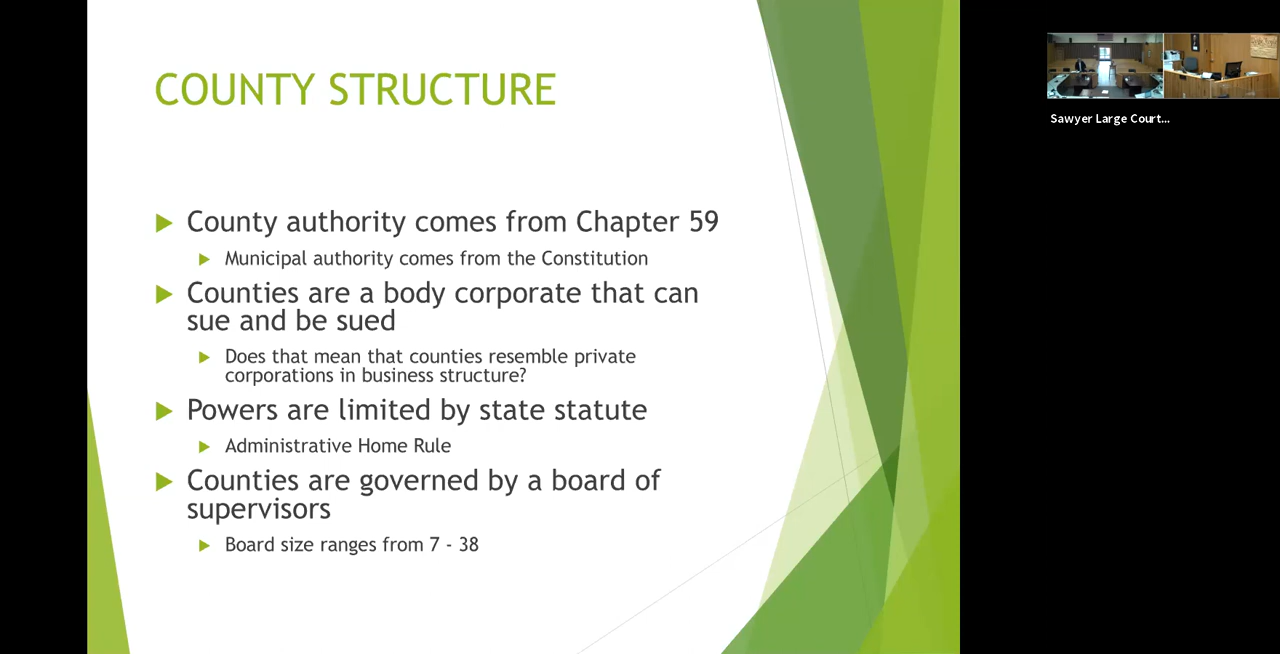 COUNTY STRUCTURE
County authority comes from Chapter 59
Municipal authority comes from the Constitution
Counties are a body corporate that can
sue and be sued
Does that mean that counties resemble private
corporations in business structure?
Powers are limited by state statute
Administrative Home Rule
Counties are governed by a board of
supervisors
Board size ranges from 7 - 38
Sawyer Large Court...